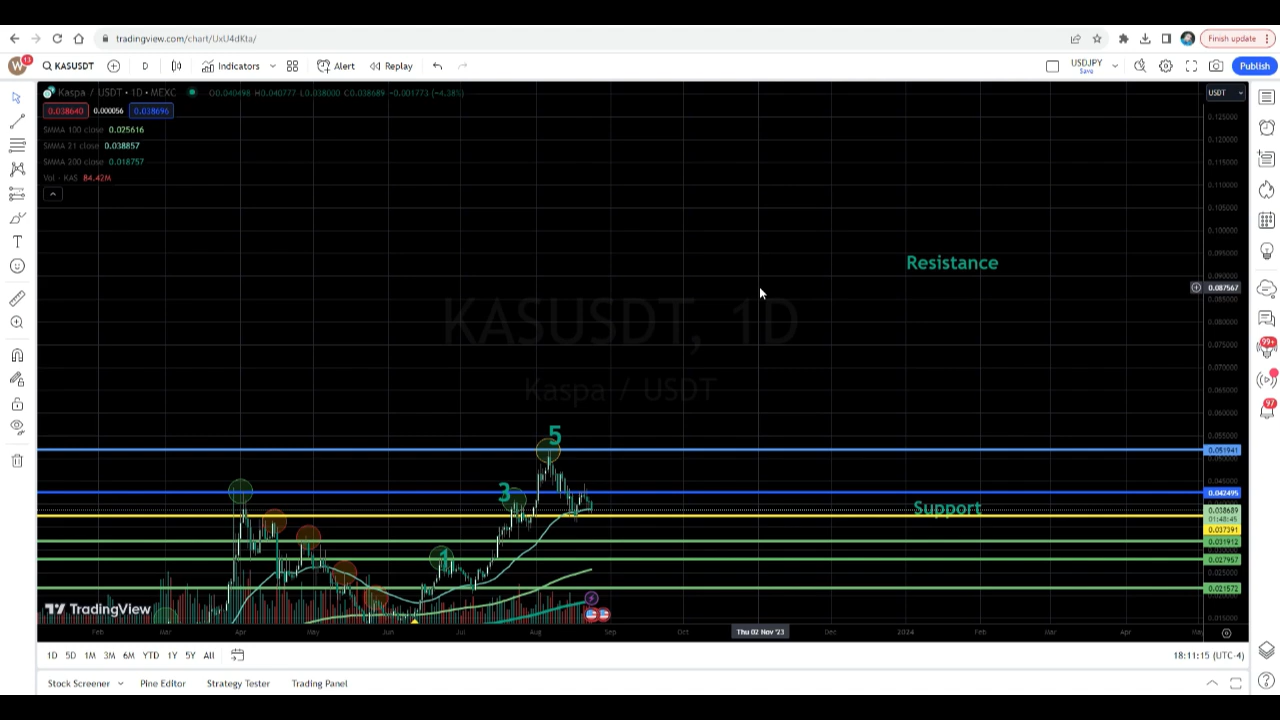 tradingview.com/chart/UxU4dKta/
Finish update
W 13 KASUSDT D Indicators Alert Replay USDJPY Save Publish
Kaspa / USDT • 1D • MEXC O0.040498 H0.040777 L0.038000 C0.038689 −0.001773 (−4.38%)
USDT
0.038640 0.000056 0.038696
SMMA 100 close 0.025616
SMMA 21 close 0.038857
SMMA 200 close 0.018757
Vol · KAS 84.42M
0.125000
0.120000
0.115000
0.110000
0.105000
0.100000
0.095000
Resistance
0.090000
0.087567
0.085000
KASUSDT, 1D
0.080000
0.075000
99+
0.070000
Kaspa / USDT
0.065000
97
0.060000
5
0.055000
0.051941
0.050000
0.045000
3
0.042495
Support
0.038689
01:48:45
0.037391
0.031912
1
0.027957
0.025000
0.021572
TradingView
0.015000
Feb Mar Apr May Jun Jul Aug Sep Oct Thu 02 Nov '23 Dec 2024 Feb Mar Apr
1D 5D 1M 3M 6M YTD 1Y 5Y All
18:11:15 (UTC-4)
Stock Screener Pine Editor Strategy Tester Trading Panel